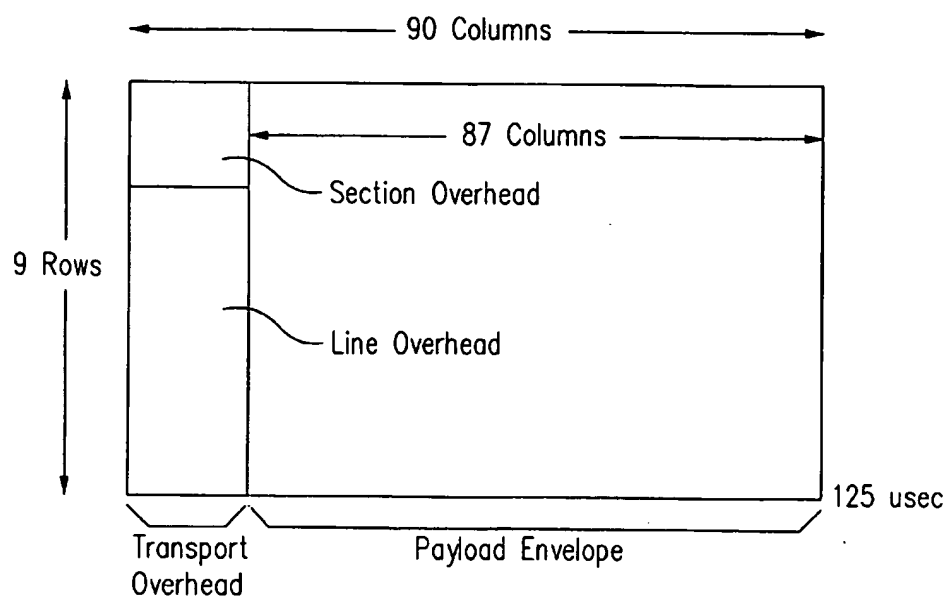 90 Columns
87 Columns
Section Overhead
9 Rows
Line Overhead
125 usec
Transport
Overhead
Payload Envelope